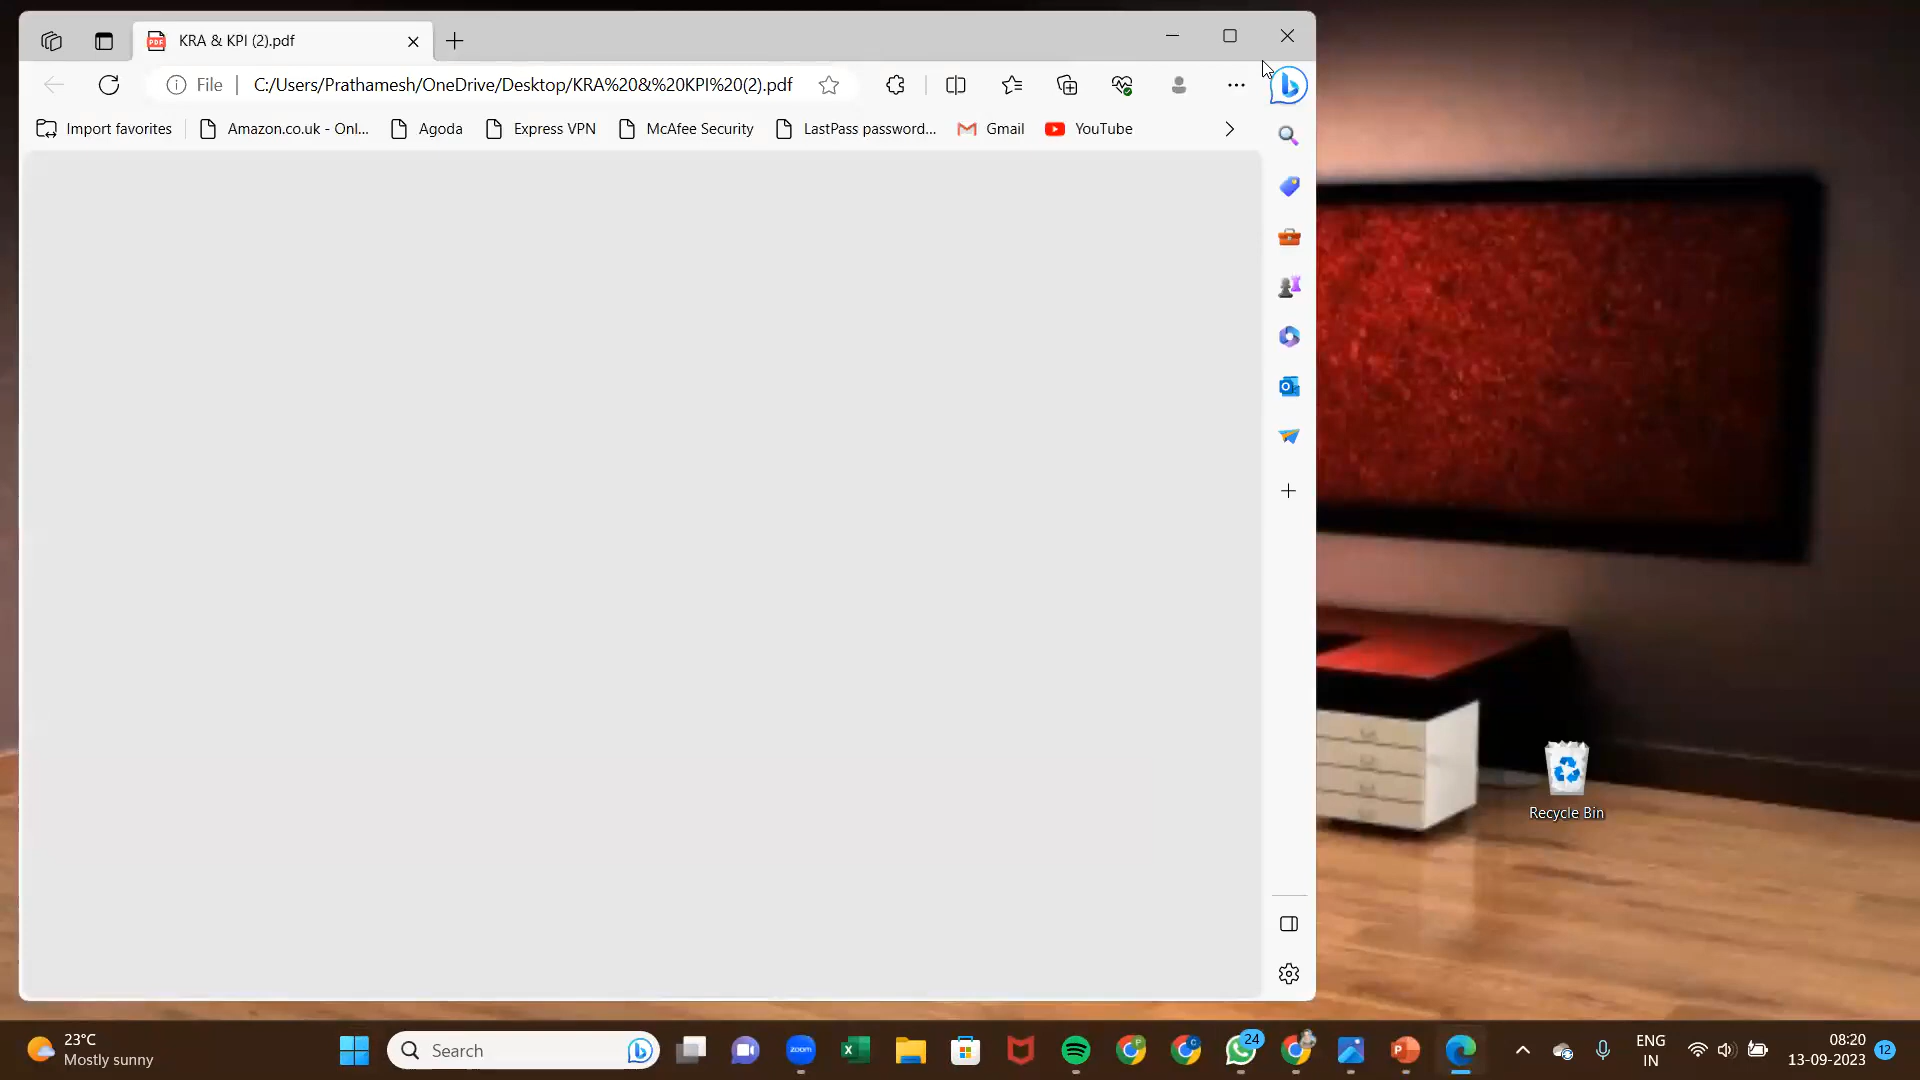 KRA & KPI (2).pdf
File
C:/Users/Prathamesh/OneDrive/Desktop/KRA%20&%20KPI%20(2).pdf
Import favorites
Amazon.co.uk - Onl...
Agoda
Express VPN
McAfee Security
LastPass password...
Gmail
YouTube
Recycle Bin
23°C
Mostly sunny
Search
zoom
24
ENG
IN
08:20
13-09-2023
12